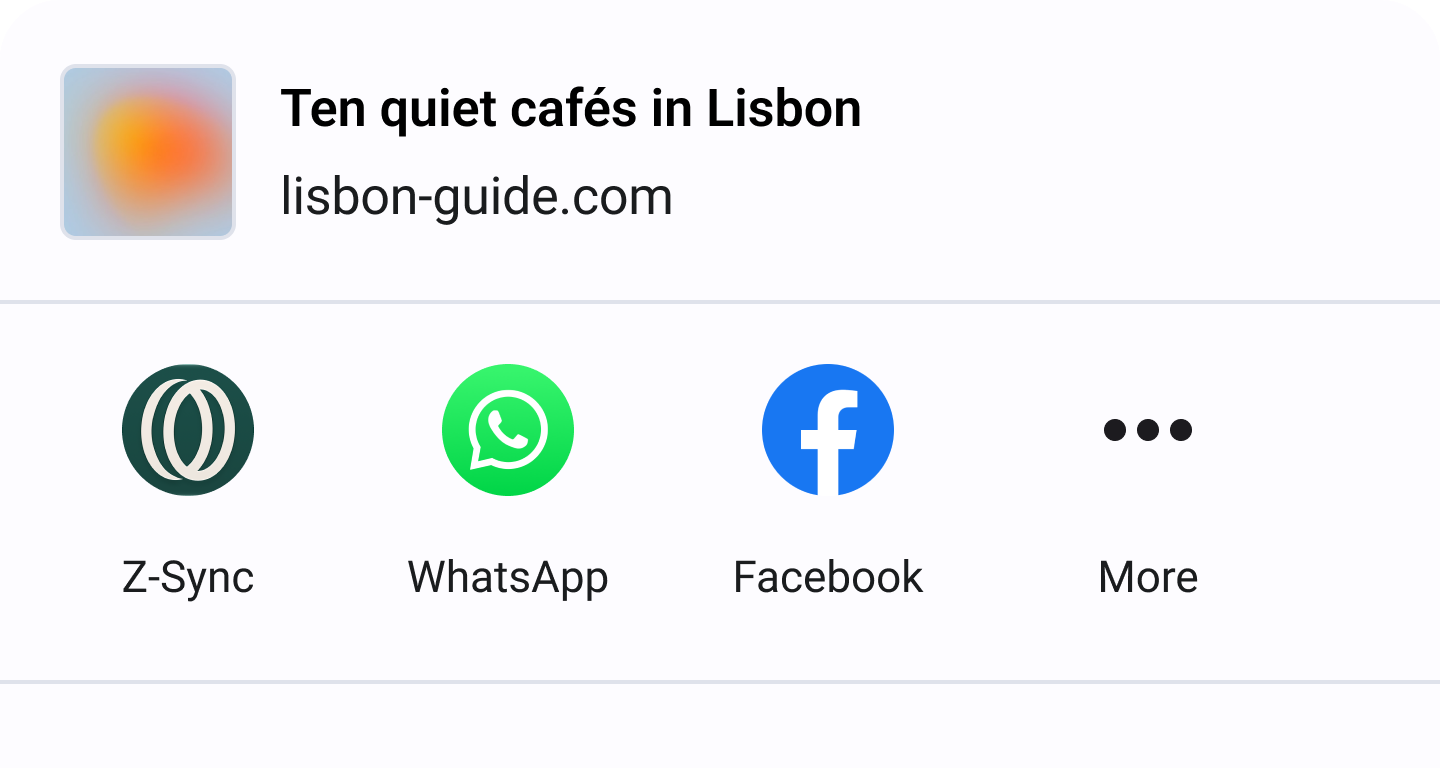 Ten quiet cafés in Lisbon
lisbon-guide.com
Z-Sync
WhatsApp
Facebook
More